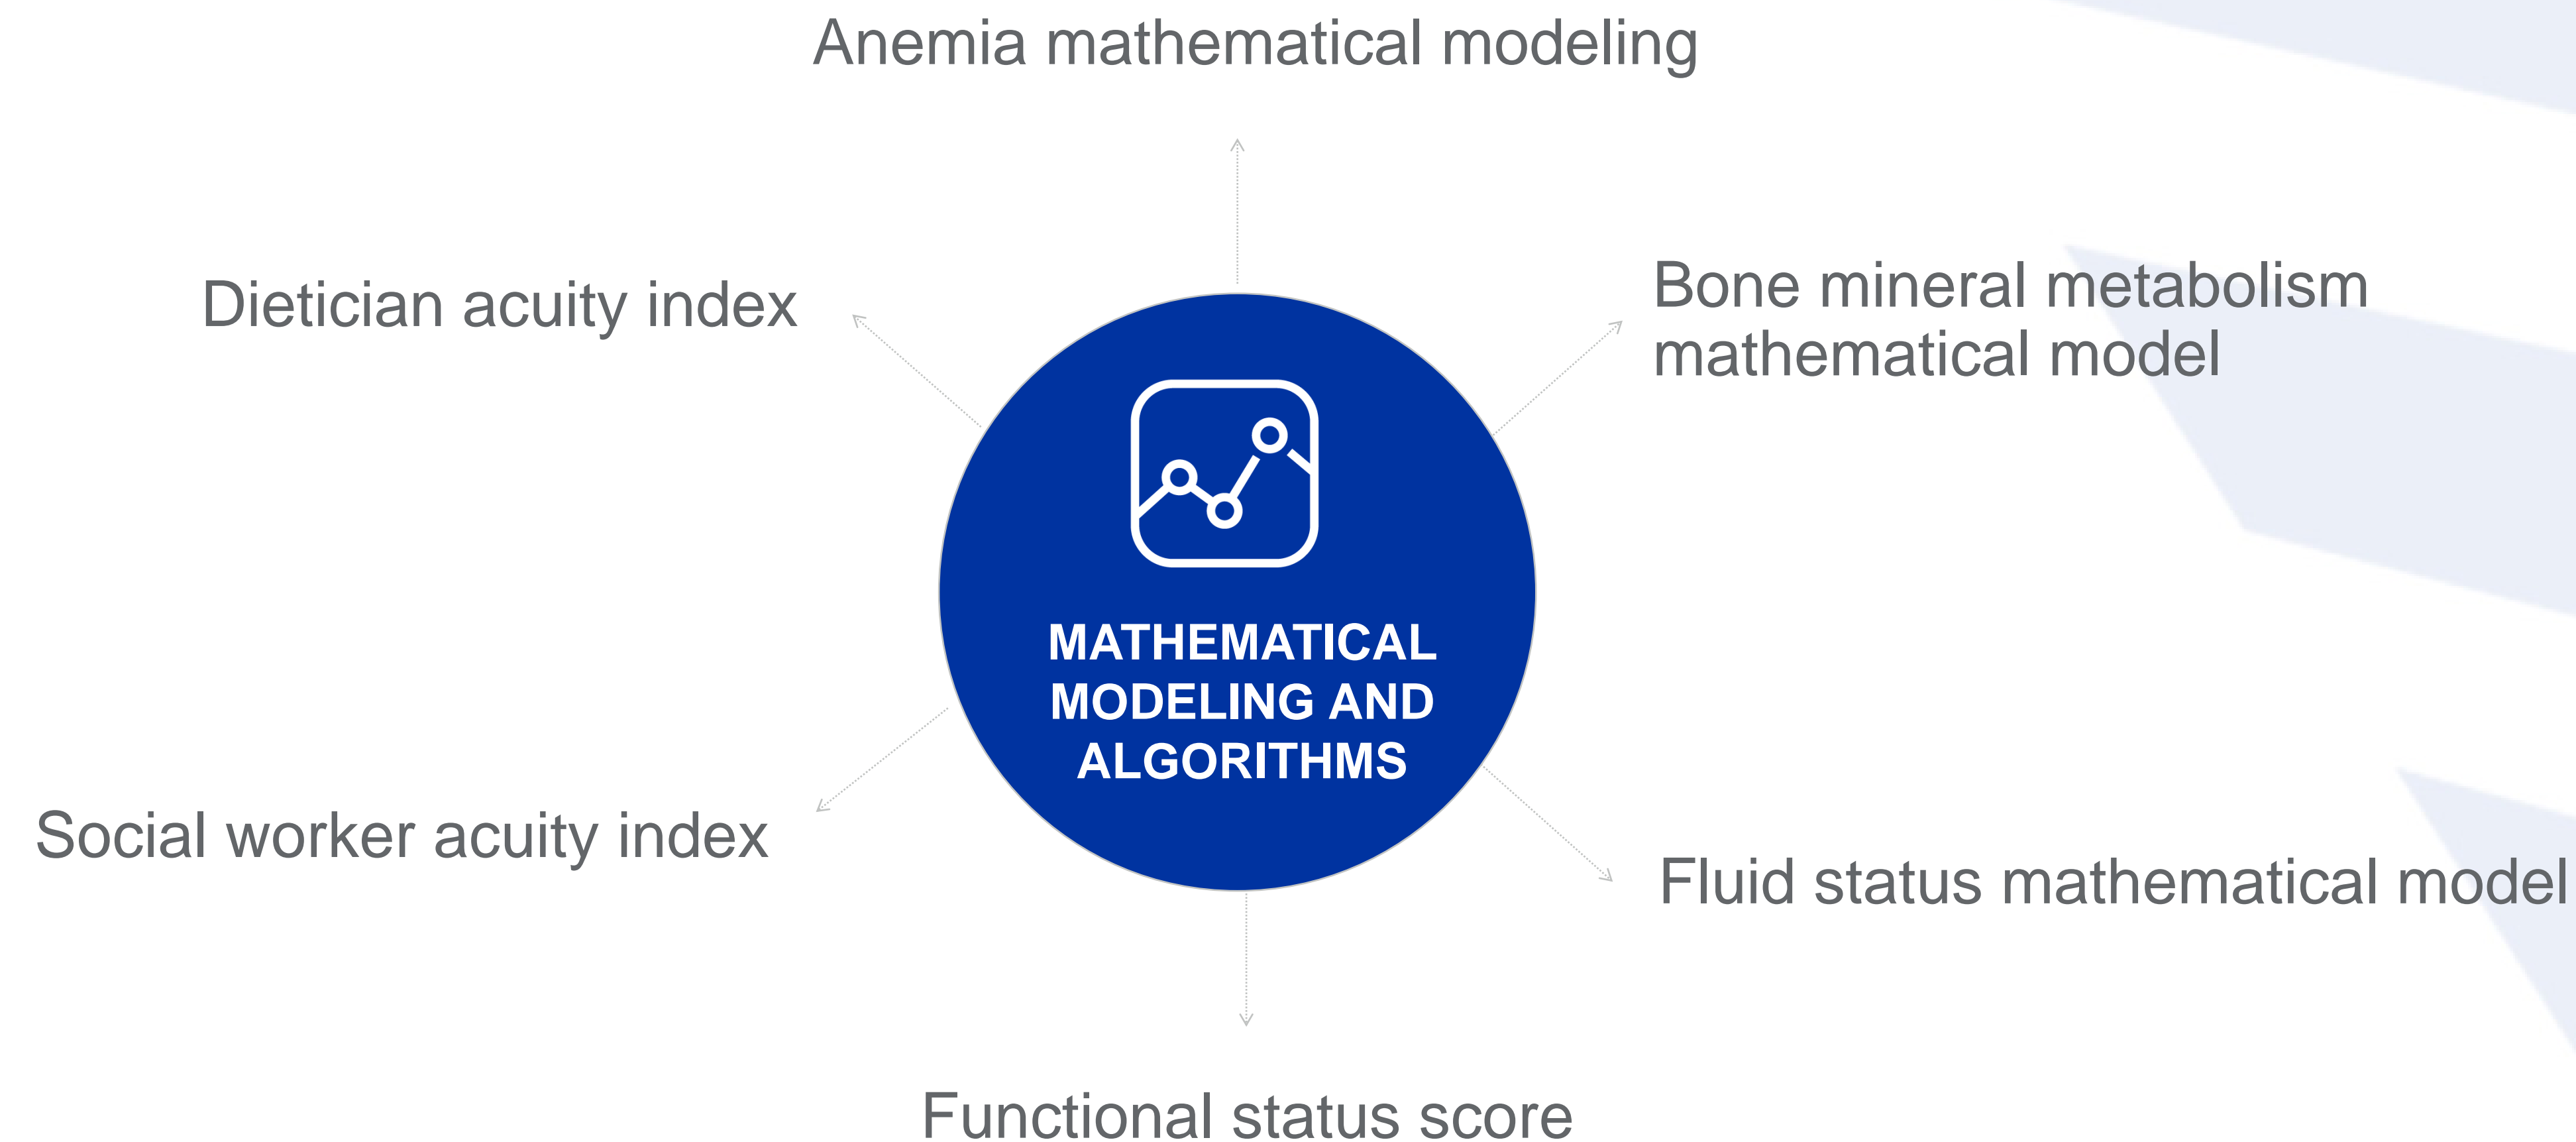 Anemia mathematical modeling
Dietician acuity index
Bone mineral metabolism
mathematical model
MATHEMATICAL
MODELING AND
ALGORITHMS
Social worker acuity index
Fluid status mathematical model
Functional status score